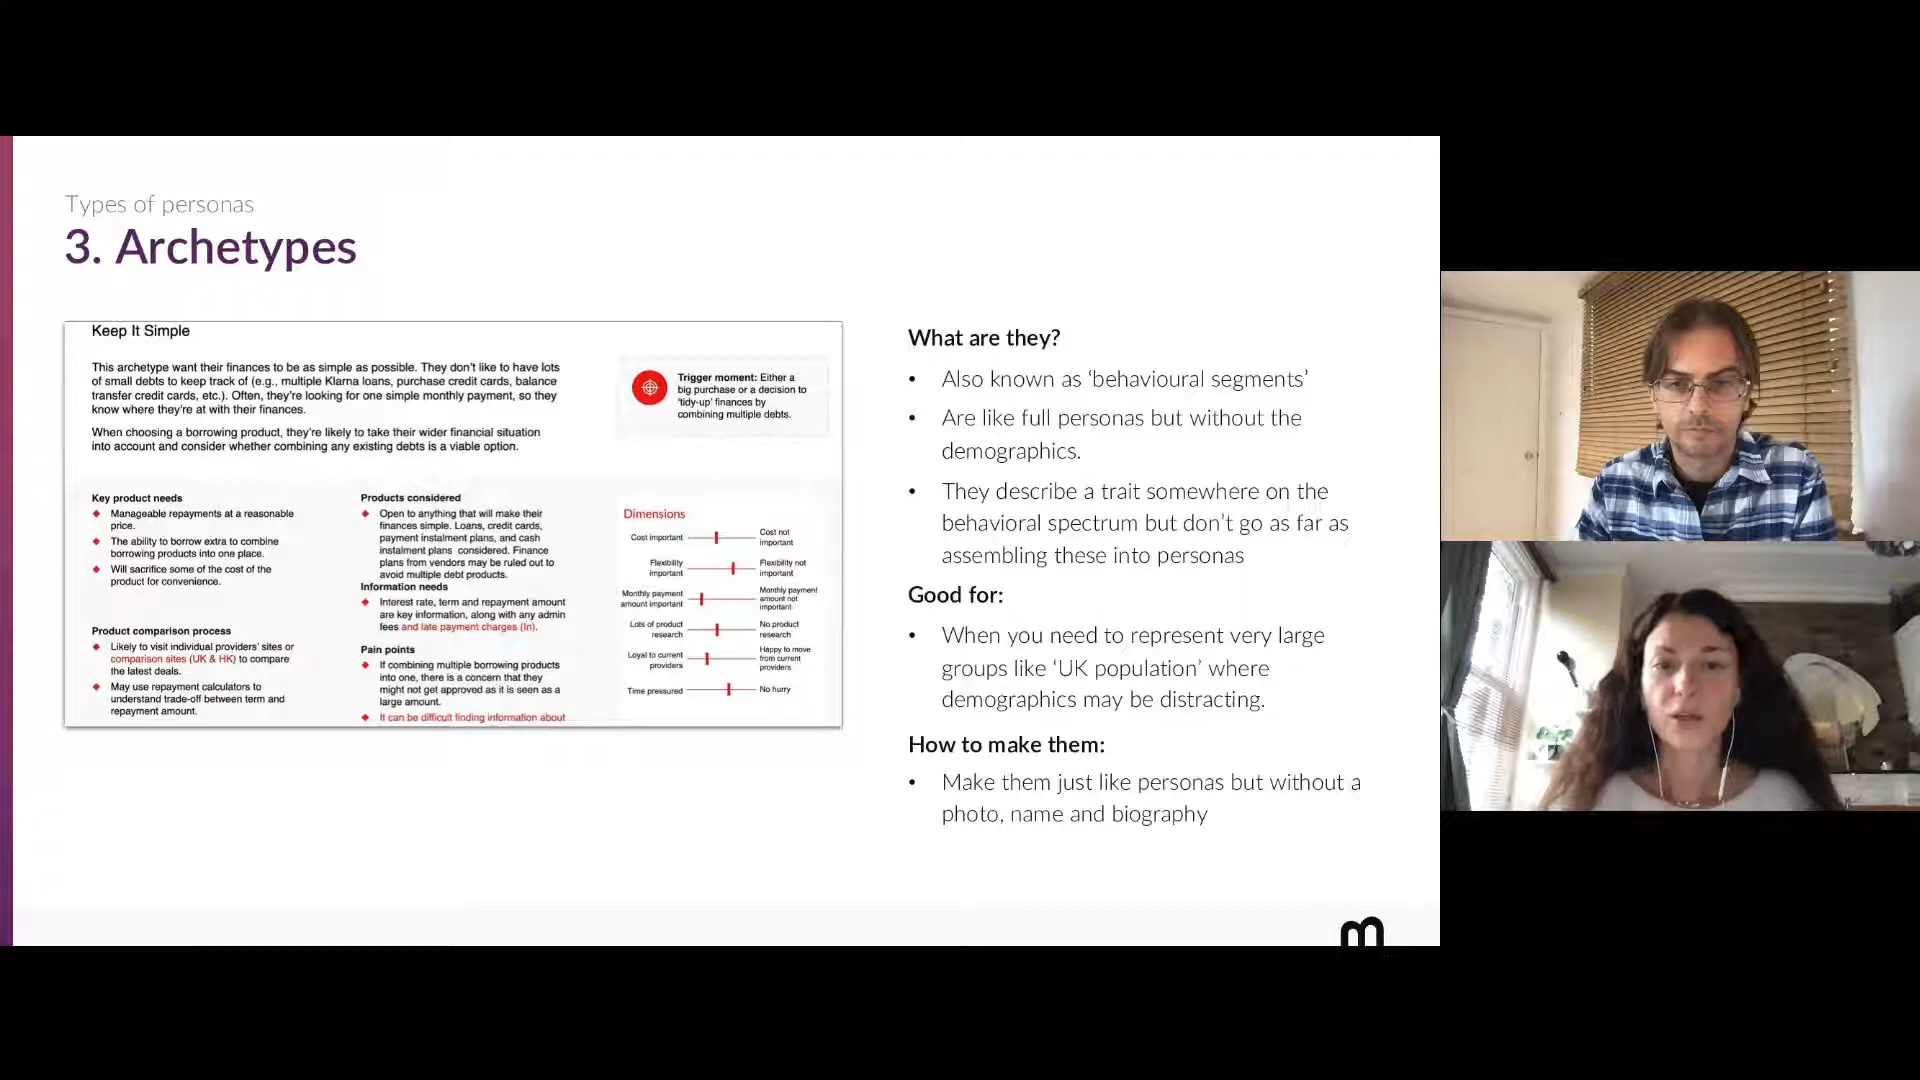 Types of personas
3. Archetypes
Keep It Simple
This archetype want their finances to be as simple as possible. They don't like to have lots
of small debts to keep track of (e.g., multiple Klarna loans, purchase credit cards, balance
transfer credit cards, etc.). Often, they're looking for one simple monthly payment, so they
know where they're at with their finances.
When choosing a borrowing product, they're likely to take their wider financial situation
into account and consider whether combining any existing debts is a viable option.
Trigger moment: Either a
big purchase or a decision to
'tidy-up' finances by
combining multiple debts.
Key product needs
Manageable repayments at a reasonable
price.
The ability to borrow extra to combine
borrowing products into one place.
Will sacrifice some of the cost of the
product for convenience.
Product comparison process
Likely to visit individual providers' sites or
comparison sites (UK & HK) to compare
the latest deals.
May use repayment calculators to
understand trade-off between term and
repayment amount.
Products considered
Open to anything that will make their
finances simple. Loans, credit cards,
payment instalment plans, and cash
instalment plans considered. Finance
plans from vendors may be ruled out to
avoid multiple debt products.
Information needs
Interest rate, term and repayment amount
are key information, along with any admin
fees and late payment charges (In).
Pain points
If combining multiple borrowing products
into one, there is a concern that they
might not get approved as it is seen as a
large amount.
It can be difficult finding information about
Dimensions
Cost important
Cost not
important
Flexibility
important
Flexibility not
important
Monthly payment
amount important
Monthly payment
amount not
important
Lots of product
research
No product
research
Loyal to current
providers
Happy to move
from current
providers
Time pressured
No hurry
What are they?
• Also known as ‘behavioural segments’
• Are like full personas but without the
demographics.
• They describe a trait somewhere on the
behavioral spectrum but don't go as far as
assembling these into personas
Good for:
• When you need to represent very large
groups like ‘UK population’ where
demographics may be distracting.
How to make them:
• Make them just like personas but without a
photo, name and biography
m